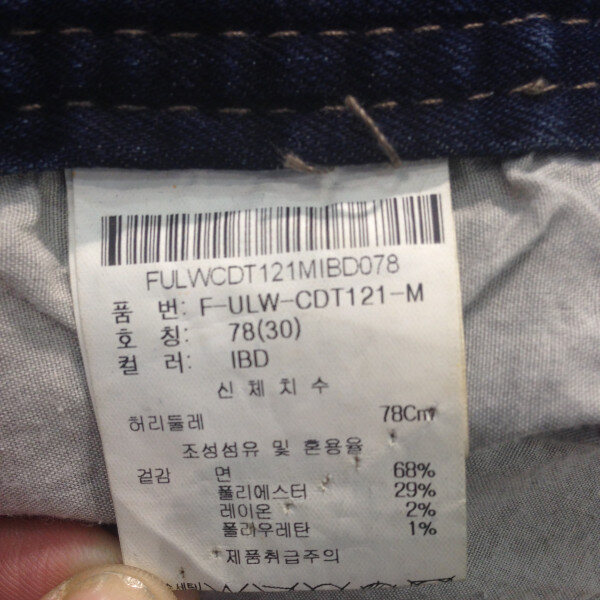 FULWCDT121MIBD078
품 번: F-ULW-CDT121-M
호 칭: 78(30)
컬 러: IBD
신 체 치 수
허리둘레 78Cm
조성섬유 및 혼용율
겉감 면 68%
폴리에스터 29%
레이온 2%
폴리우레탄 1%
제품취급주의